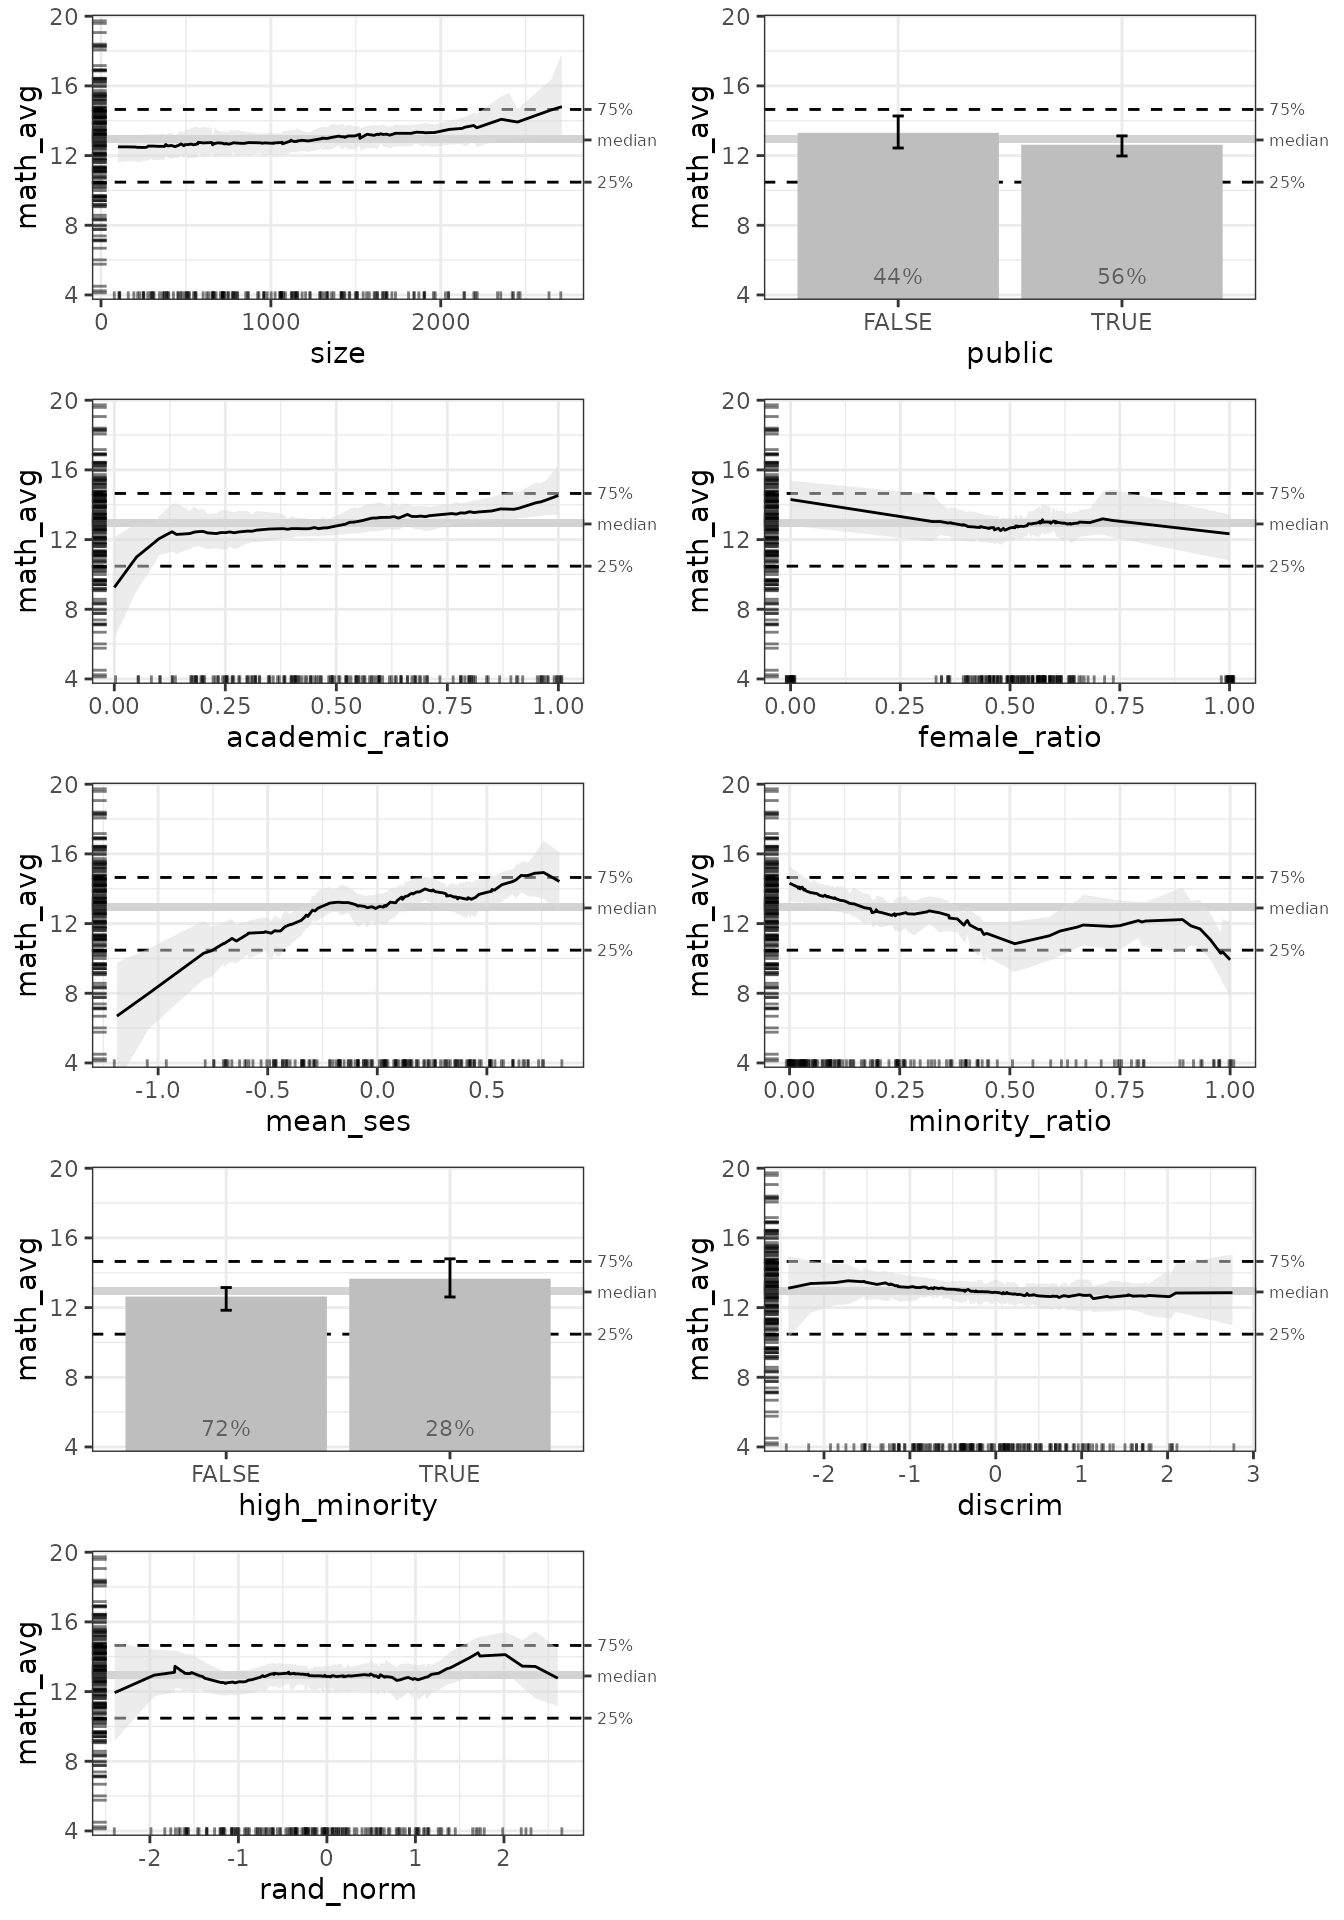 20
16
12
8
4
math_avg
75%
median
25%
0 1000 2000
size
20
16
12
8
4
math_avg
75%
median
25%
44% 56%
FALSE TRUE
public
20
16
12
8
4
math_avg
75%
median
25%
0.00 0.25 0.50 0.75 1.00
academic_ratio
20
16
12
8
4
math_avg
75%
median
25%
0.00 0.25 0.50 0.75 1.00
female_ratio
20
16
12
8
4
math_avg
75%
median
25%
-1.0 -0.5 0.0 0.5
mean_ses
20
16
12
8
4
math_avg
75%
median
25%
0.00 0.25 0.50 0.75 1.00
minority_ratio
20
16
12
8
4
math_avg
75%
median
25%
72% 28%
FALSE TRUE
high_minority
20
16
12
8
4
math_avg
75%
median
25%
-2 -1 0 1 2 3
discrim
20
16
12
8
4
math_avg
75%
median
25%
-2 -1 0 1 2
rand_norm